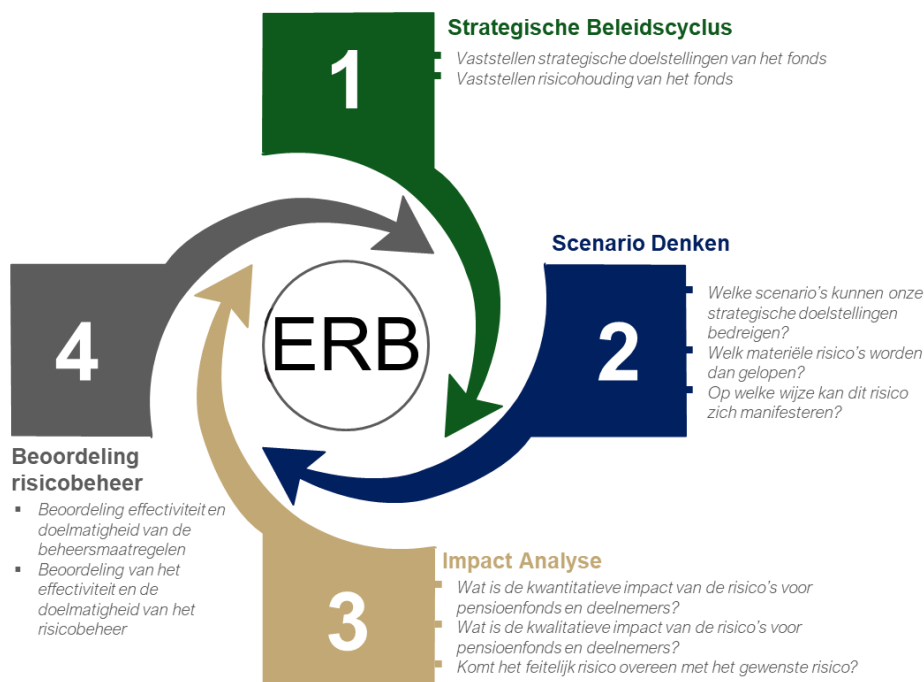 1
Strategische Beleidscyclus
Vaststellen strategische doelstellingen van het fonds
Vaststellen risicohouding van het fonds
2
Scenario Denken
Welke scenario's kunnen onze
strategische doelstellingen
bedreigen?
Welk materiële risico's worden
dan gelopen?
Op welke wijze kan dit risico
zich manifesteren?
ERB
3
Impact Analyse
Wat is de kwantitatieve impact van de risico's voor
pensioenfonds en deelnemers?
Wat is de kwalitatieve impact van de risico's voor
pensioenfonds en deelnemers?
Komt het feitelijk risico overeen met het gewenste risico?
4
Beoordeling
risicobeheer
Beoordeling effectiviteit en
doelmatigheid van de
beheersmaatregelen
Beoordeling van het
effectiviteit en de
doelmatigheid van het
risicobeheer